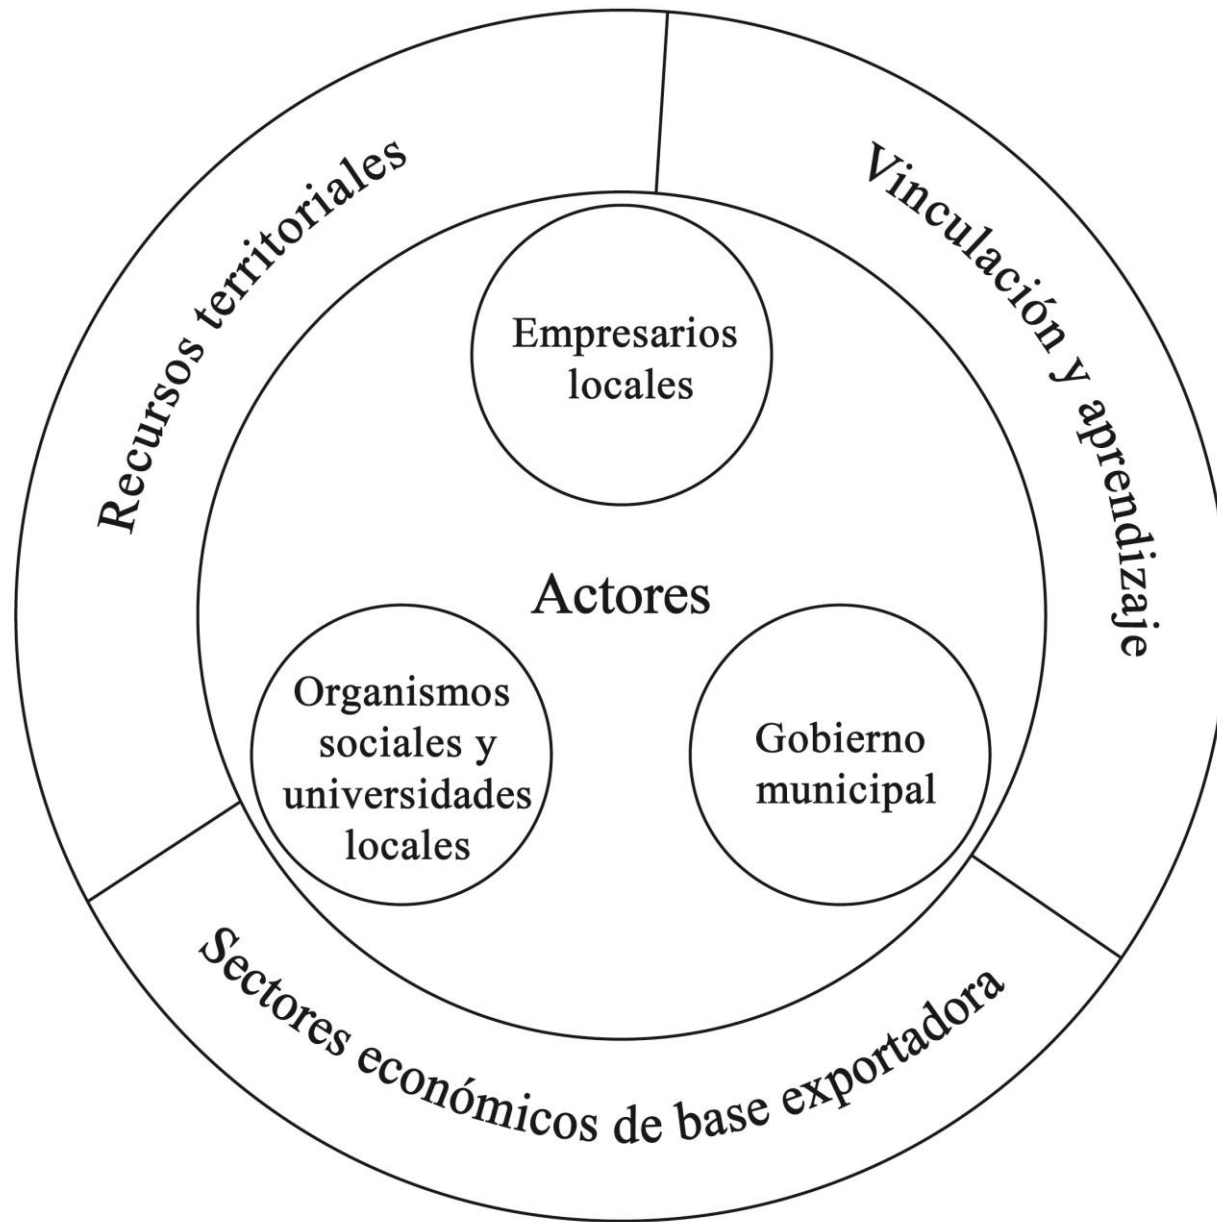 Recursos territoriales
Vinculación y aprendizaje
Empresarios
locales
Actores
Organismos
sociales y
universidades
locales
Gobierno
municipal
Sectores económicos de base exportadora